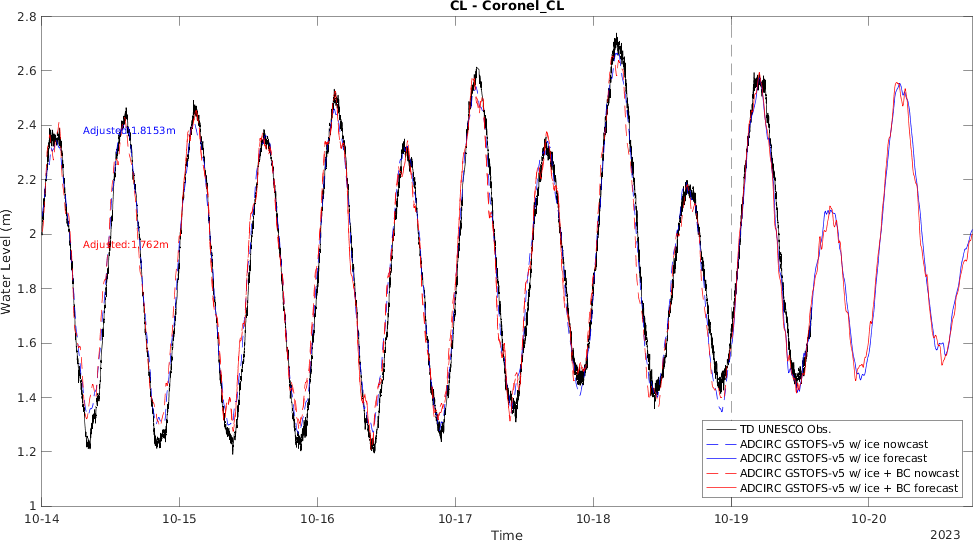 CL - Coronel_CL
2.8
2.6
2.4
2.2
2
1.8
1.6
1.4
1.2
1
Water Level (m)
Adjusted:1.8153m
Adjusted:1.762m
TD UNESCO Obs.
ADCIRC GSTOFS-v5 w/ ice nowcast
ADCIRC GSTOFS-v5 w/ ice forecast
ADCIRC GSTOFS-v5 w/ ice + BC nowcast
ADCIRC GSTOFS-v5 w/ ice + BC forecast
10-14 10-15 10-16 10-17 10-18 10-19 10-20
Time
2023